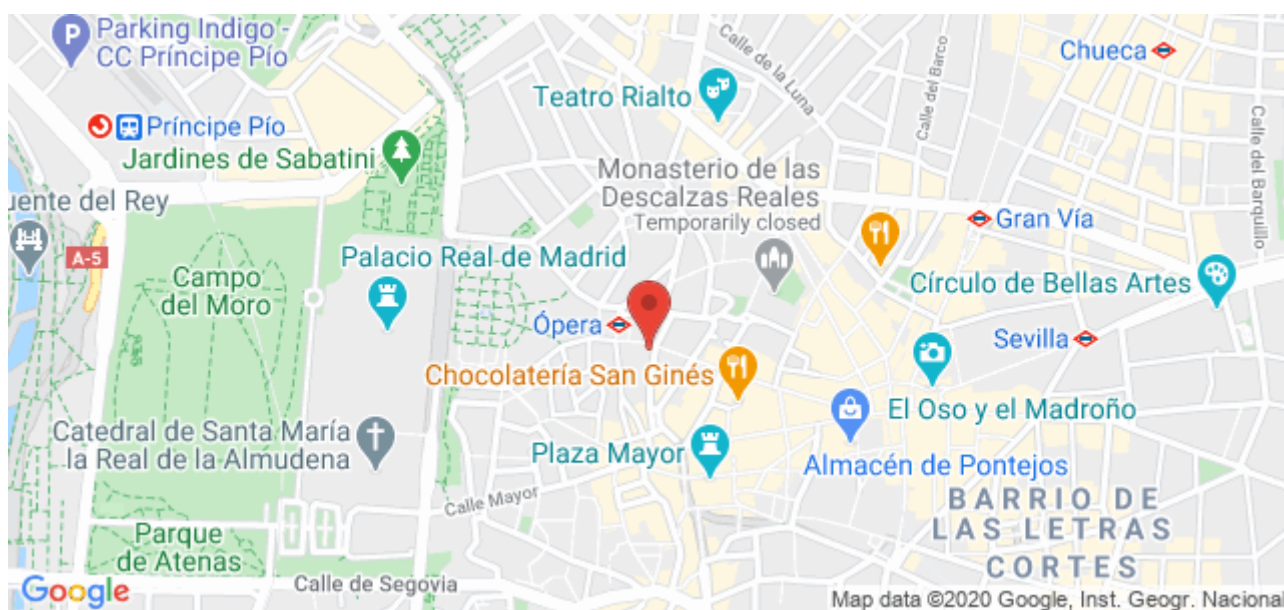 Parking Indigo -
CC Príncipe Pío
Chueca
Calle de la Luna
Calle del Barco
Teatro Rialto
Príncipe Pío
Jardines de Sabatini
Calle del Barquillo
Monasterio de las
Descalzas Reales
Temporarily closed
uente del Rey
Gran Vía
A-5
Palacio Real de Madrid
Campo
del Moro
Círculo de Bellas Artes
Ópera
Sevilla
Chocolatería San Ginés
El Oso y el Madroño
Catedral de Santa María
la Real de la Almudena
Plaza Mayor
Almacén de Pontejos
Calle Mayor
BARRIO DE
LAS LETRAS
CORTES
Parque
de Atenas
Calle de Segovia
Google
Map data ©2020 Google, Inst. Geogr. Naciona